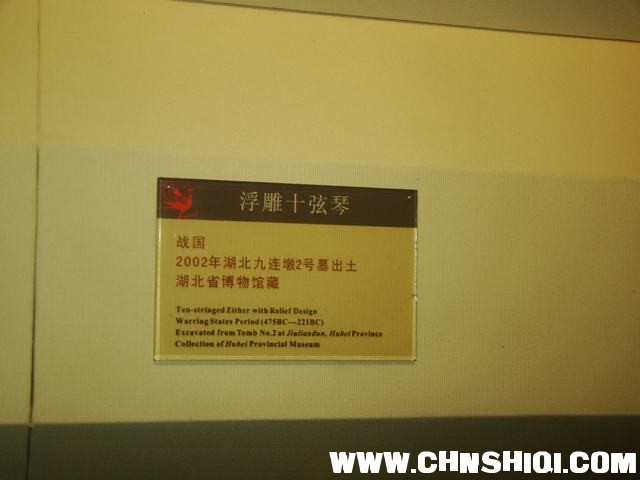 浮雕十弦琴
战国
2002年湖北九连墩2号墓出土
湖北省博物馆藏
Ten-stringed Zither with Relief Design
Warring States Period (475BC—221BC)
Excavated from Tomb No.2 at Jiuliandun, Hubei Province
Collection of Hubei Provincial Museum
WWW.CHNSHIQI.COM